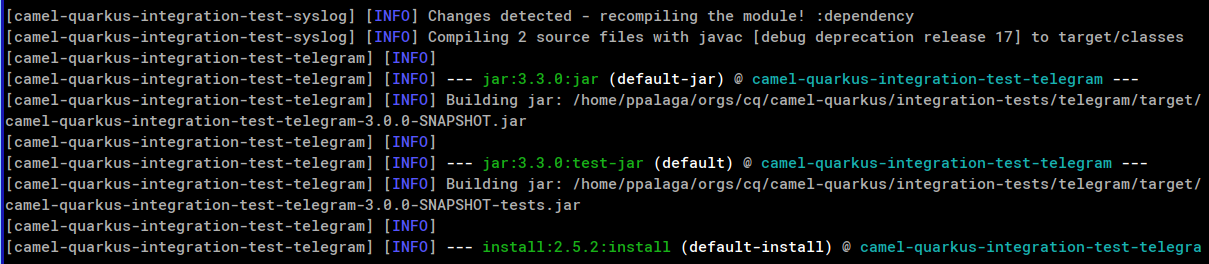 [camel-quarkus-integration-test-syslog] [INFO] Changes detected - recompiling the module! :dependency
[camel-quarkus-integration-test-syslog] [INFO] Compiling 2 source files with javac [debug deprecation release 17] to target/classes
[camel-quarkus-integration-test-telegram] [INFO]
[camel-quarkus-integration-test-telegram] [INFO] --- jar:3.3.0:jar (default-jar) @ camel-quarkus-integration-test-telegram ---
[camel-quarkus-integration-test-telegram] [INFO] Building jar: /home/ppalaga/orgs/cq/camel-quarkus/integration-tests/telegram/target/
camel-quarkus-integration-test-telegram-3.0.0-SNAPSHOT.jar
[camel-quarkus-integration-test-telegram] [INFO]
[camel-quarkus-integration-test-telegram] [INFO] --- jar:3.3.0:test-jar (default) @ camel-quarkus-integration-test-telegram ---
[camel-quarkus-integration-test-telegram] [INFO] Building jar: /home/ppalaga/orgs/cq/camel-quarkus/integration-tests/telegram/target/
camel-quarkus-integration-test-telegram-3.0.0-SNAPSHOT-tests.jar
[camel-quarkus-integration-test-telegram] [INFO]
[camel-quarkus-integration-test-telegram] [INFO] --- install:2.5.2:install (default-install) @ camel-quarkus-integration-test-telegra